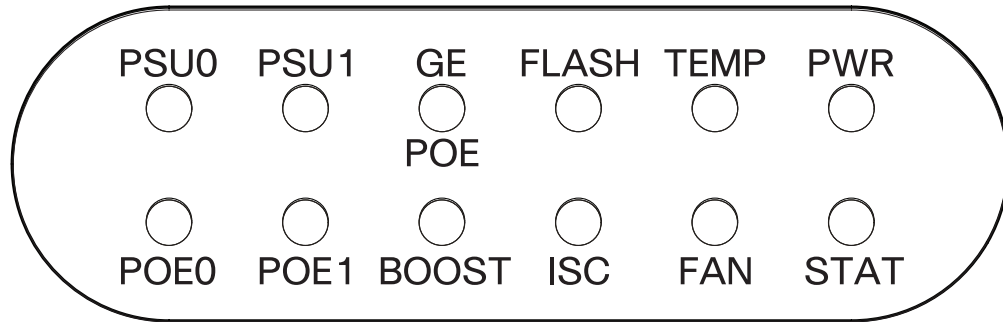 PSU0 PSU1 GE FLASH TEMP PWR
POE
POE0 POE1 BOOST ISC FAN STAT